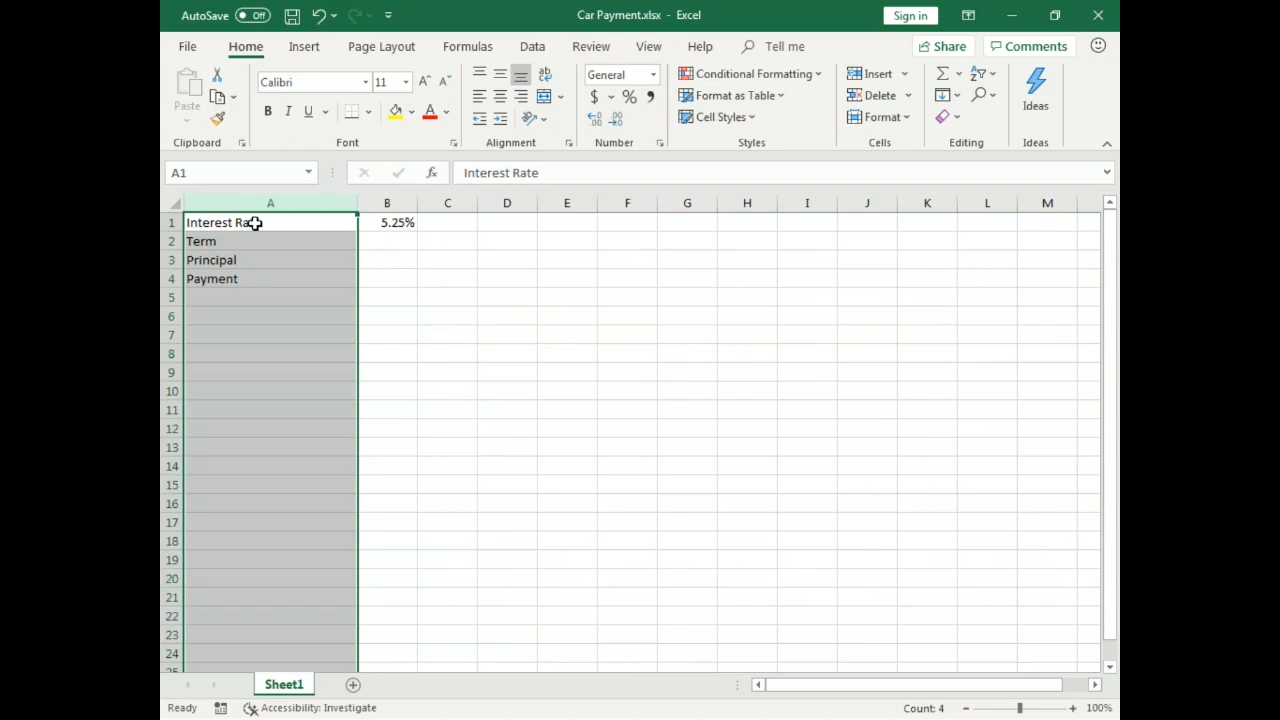 AutoSave Off Car Payment.xlsx - Excel Sign in
File Home Insert Page Layout Formulas Data Review View Help Tell me Share Comments
Paste Calibri 11 A A ab General $ % Conditional Formatting Insert Ideas
B I U A Format as Table Delete
Cell Styles Format
Clipboard Font Alignment Number Styles Cells Editing Ideas
A1 fx Interest Rate
A B C D E F G H I J K L M
1 Interest Ra 5.25%
2 Term
3 Principal
4 Payment
5
6
7
8
9
10
11
12
13
14
15
16
17
18
19
20
21
22
23
24
25
Sheet1
Ready Accessibility: Investigate Count: 4 100%